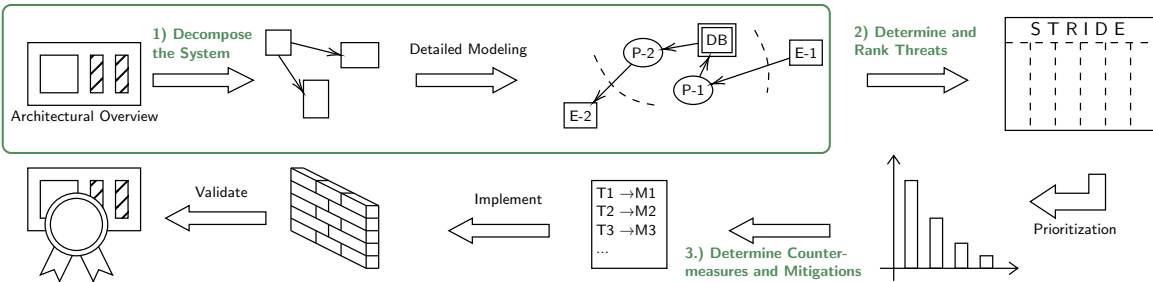 1) Decompose
the System
Architectural Overview
Detailed Modeling
P-2
DB
E-1
P-1
E-2
2) Determine and
Rank Threats
S T R I D E
Validate
Implement
T1 →M1
T2 →M2
T3 →M3
...
3.) Determine Counter-
measures and Mitigations
Prioritization